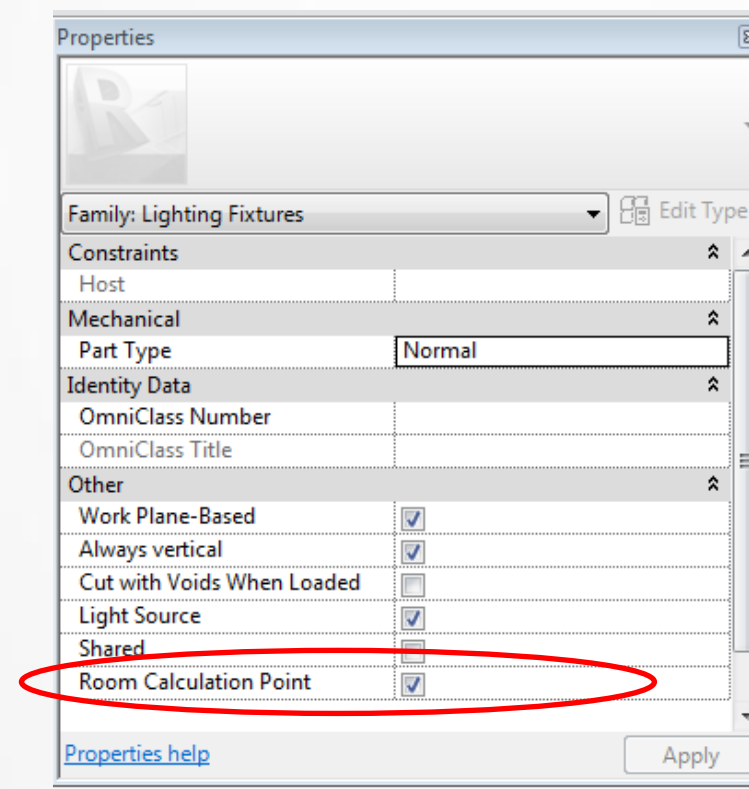 Properties
Family: Lighting Fixtures
Edit Type
Constraints
Host
Mechanical
Part Type Normal
Identity Data
OmniClass Number
OmniClass Title
Other
Work Plane-Based
Always vertical
Cut with Voids When Loaded
Light Source
Shared
Room Calculation Point
Properties help
Apply